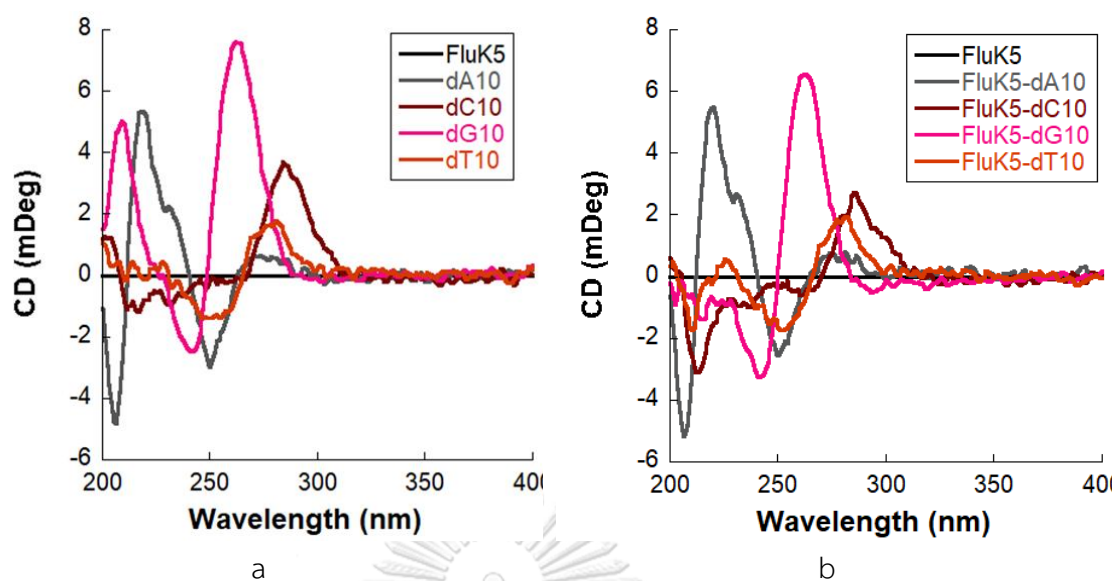 8
6
4
2
0
-2
-4
-6
CD (mDeg)
FluK5
dA10
dC10
dG10
dT10
200
250
300
350
400
Wavelength (nm)
a
8
6
4
2
0
-2
-4
-6
CD (mDeg)
FluK5
FluK5-dA10
FluK5-dC10
FluK5-dG10
FluK5-dT10
200
250
300
350
40
Wavelength (nm)
b